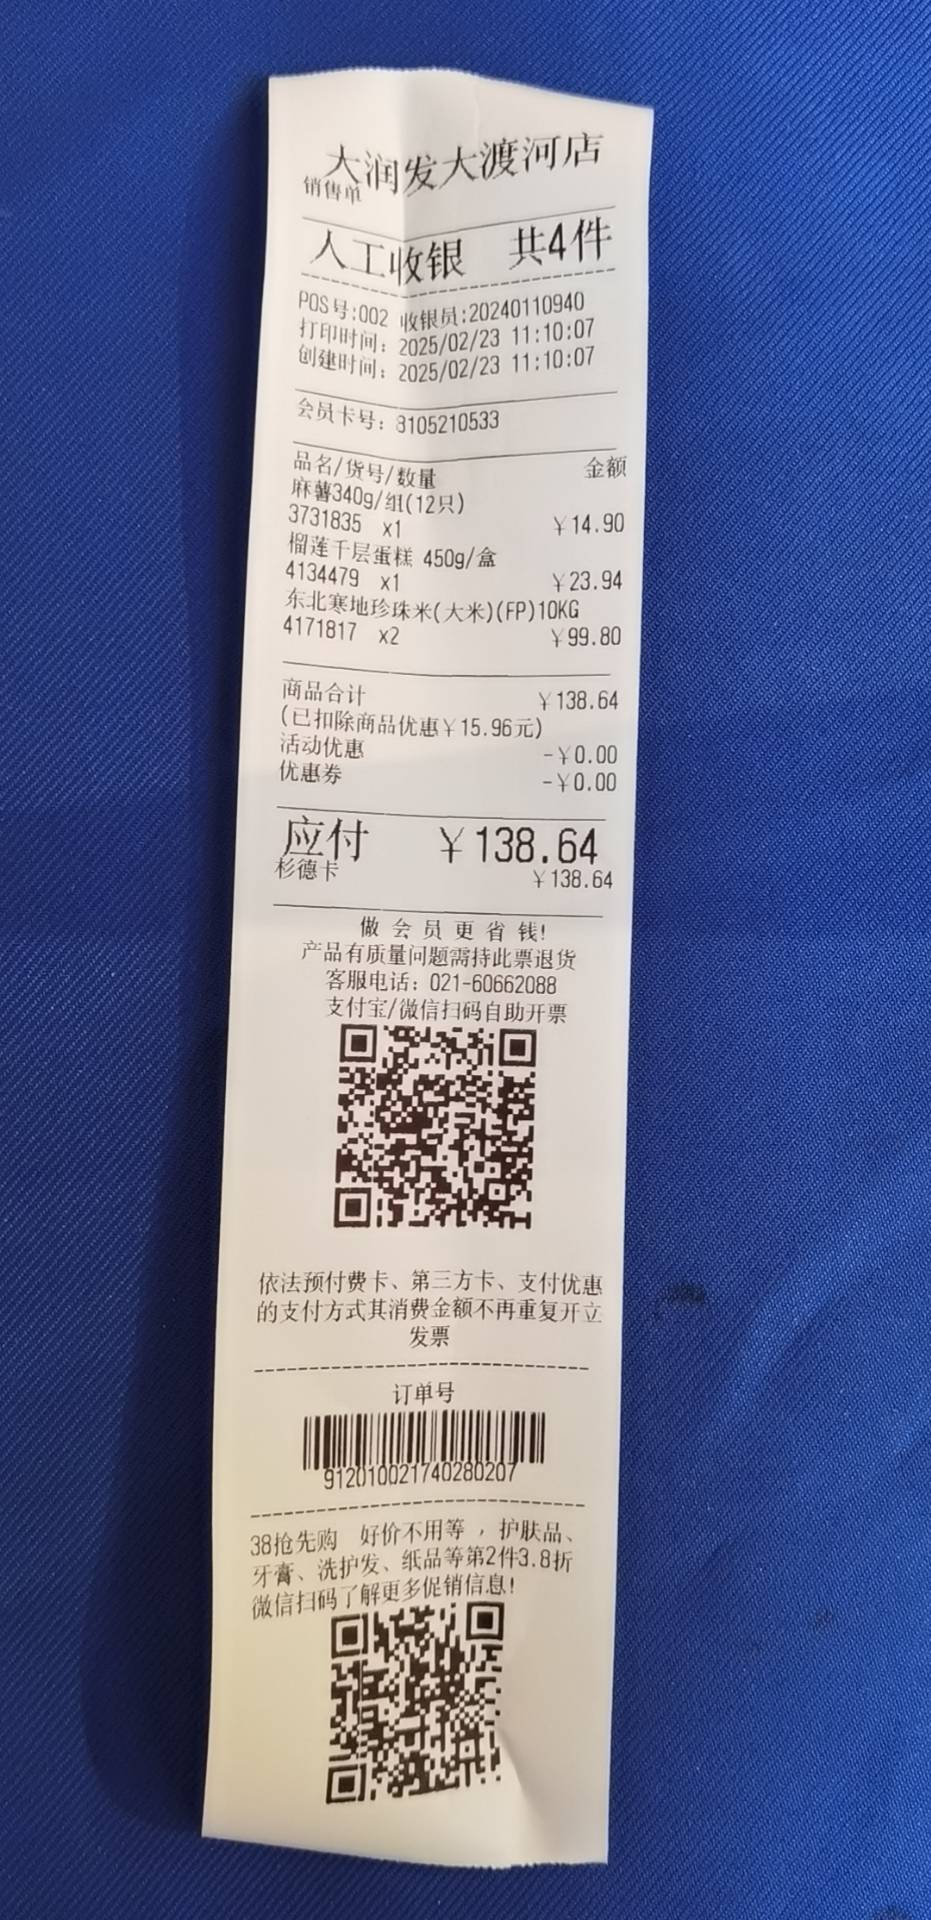 大润发大渡河店
销售单
人工收银 共4件
POS号:002 收银员:20240110940
打印时间: 2025/02/23 11:10:07
创建时间: 2025/02/23 11:10:07
会员卡号: 8105210533
品名/货号/数量 金额
麻薯340g/组(12只)
3731835 x1 ￥14.90
榴莲千层蛋糕 450g/盒
4134479 x1 ￥23.94
东北寒地珍珠米(大米)(FP)10KG
4171817 x2 ￥99.80
商品合计 ￥138.64
(已扣除商品优惠￥15.96元)
活动优惠 -￥0.00
优惠券 -￥0.00
应付 ￥138.64
杉德卡 ￥138.64
做会员更省钱!
产品有质量问题需持此票退货
客服电话: 021-60662088
支付宝/微信扫码自助开票
依法预付费卡、第三方卡、支付优惠
的支付方式其消费金额不再重复开立
发票
订单号
912010021740280207
38抢先购 好价不用等，护肤品、
牙膏、洗护发、纸品等第2件3.8折
微信扫码了解更多促销信息!